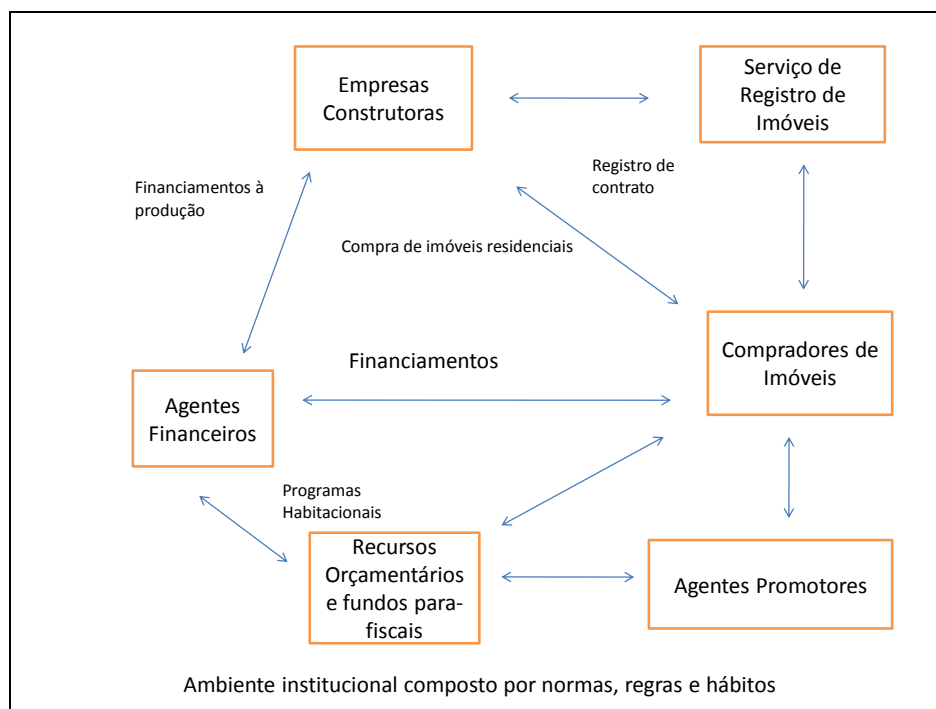 Empresas
Construtoras
Serviço de
Registro de
Imóveis
Financiamentos à
produção
Registro de
contrato
Compra de imóveis residenciais
Financiamentos
Compradores de
Imóveis
Agentes
Financeiros
Programas
Habitacionais
Recursos
Orçamentários
e fundos para-
fiscais
Agentes Promotores
Ambiente institucional composto por normas, regras e hábitos